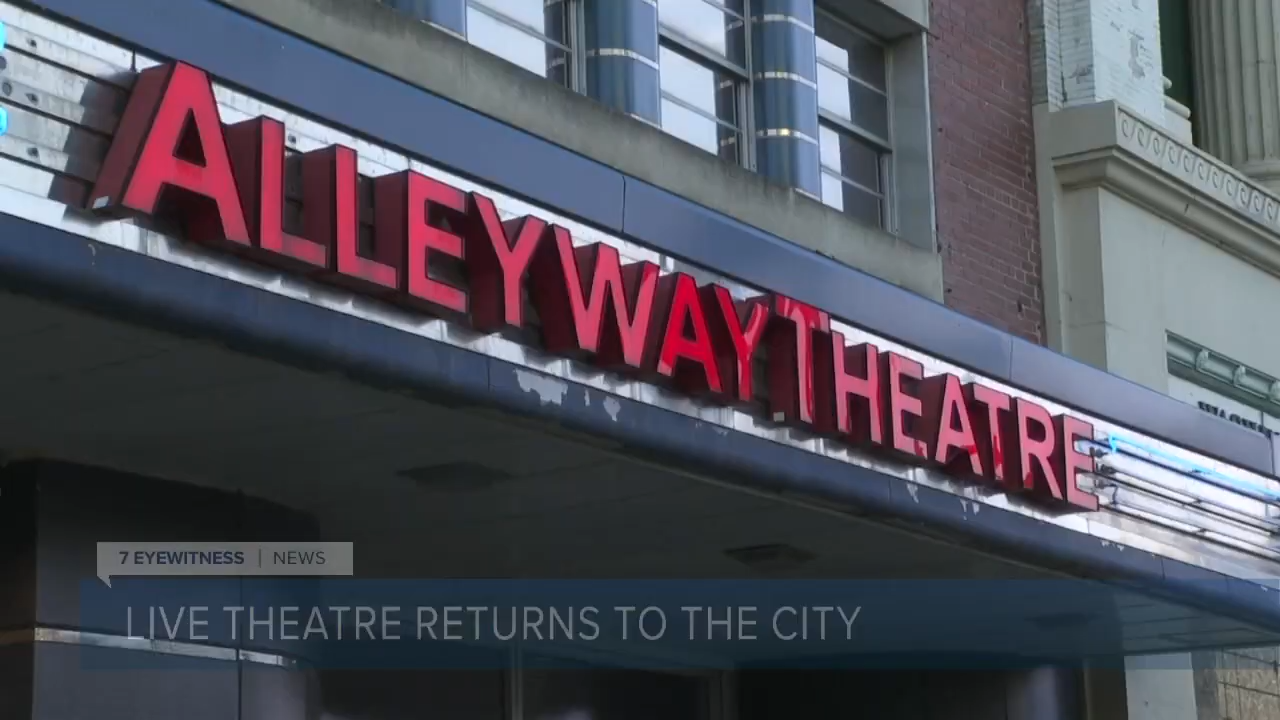 ALLEYWAY THEATRE
7 EYEWITNESS | NEWS
LIVE THEATRE RETURNS TO THE CITY